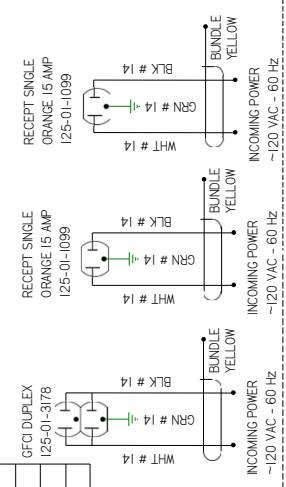 RECEPT SINGLE
ORANGE 15 AMP
125-01-1099
BLK # 14
GRN # 14
WHT # 14
BUNDLE
YELLOW
INCOMING POWER
~120 VAC - 60 Hz
RECEPT SINGLE
ORANGE 15 AMP
125-01-1099
BLK # 14
GRN # 14
WHT # 14
BUNDLE
YELLOW
INCOMING POWER
~120 VAC - 60 Hz
GFCI DUPLEX
125-01-3178
BLK # 14
GRN # 14
WHT # 14
BUNDLE
YELLOW
INCOMING POWER
~120 VAC - 60 Hz